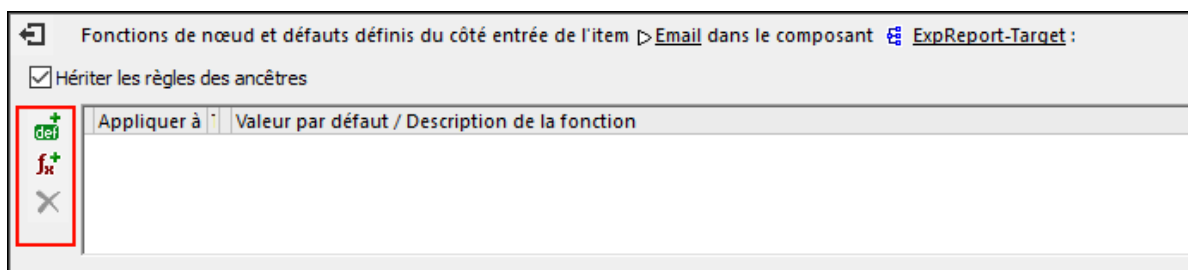 Fonctions de nœud et défauts définis du côté entrée de l'item Email dans le composant ExpReport-Target :
Hériter les règles des ancêtres
def Appliquer à Valeur par défaut / Description de la fonction
fx